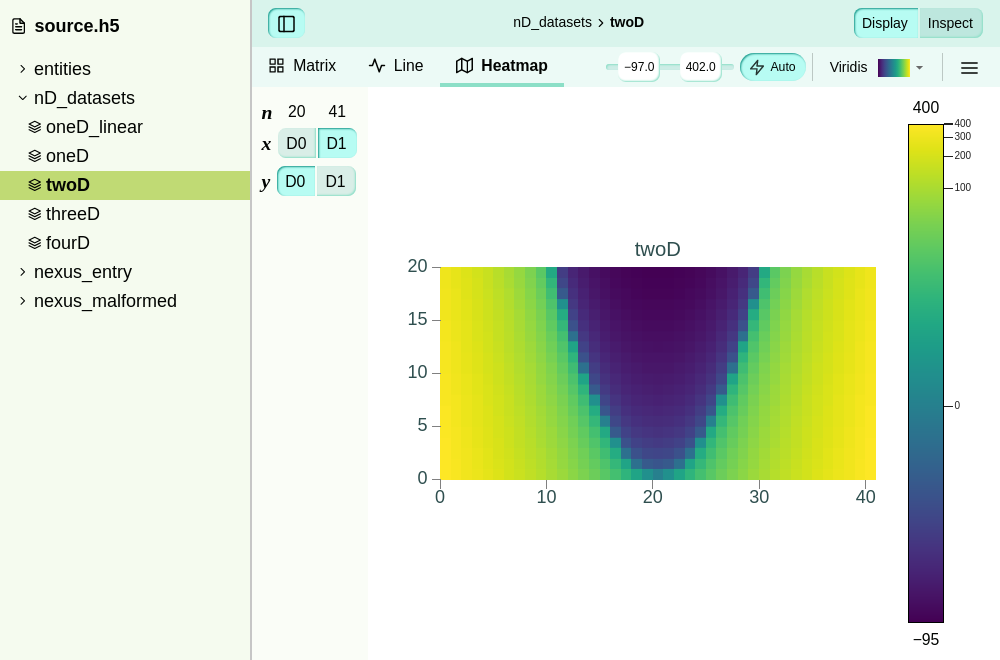 source.h5
entities
nD_datasets
oneD_linear
oneD
twoD
threeD
fourD
nexus_entry
nexus_malformed
nD_datasets › twoD
Display Inspect
Matrix Line Heatmap −97.0 402.0 Auto Viridis
n 20 41
x D0 D1
y D0 D1
twoD
20
15
10
5
0
0 10 20 30 40
400
400
300
200
100
0
−95